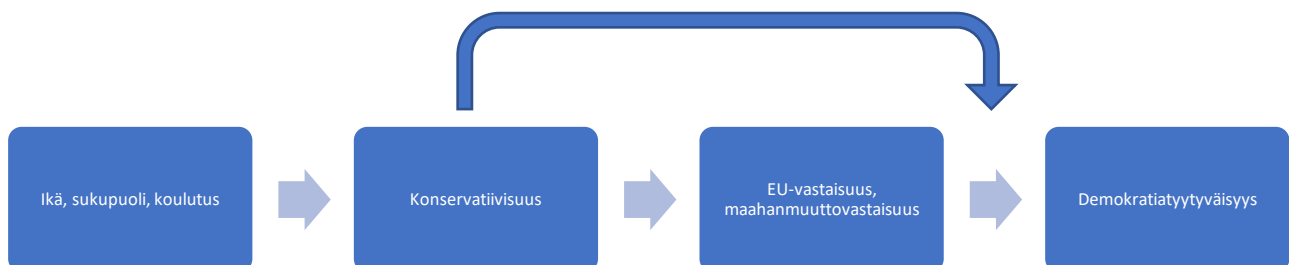 Ikä, sukupuoli, koulutus
Konservatiivisuus
EU-vastaisuus,
maahanmuuttovastaisuus
Demokratiatyytyväisyys